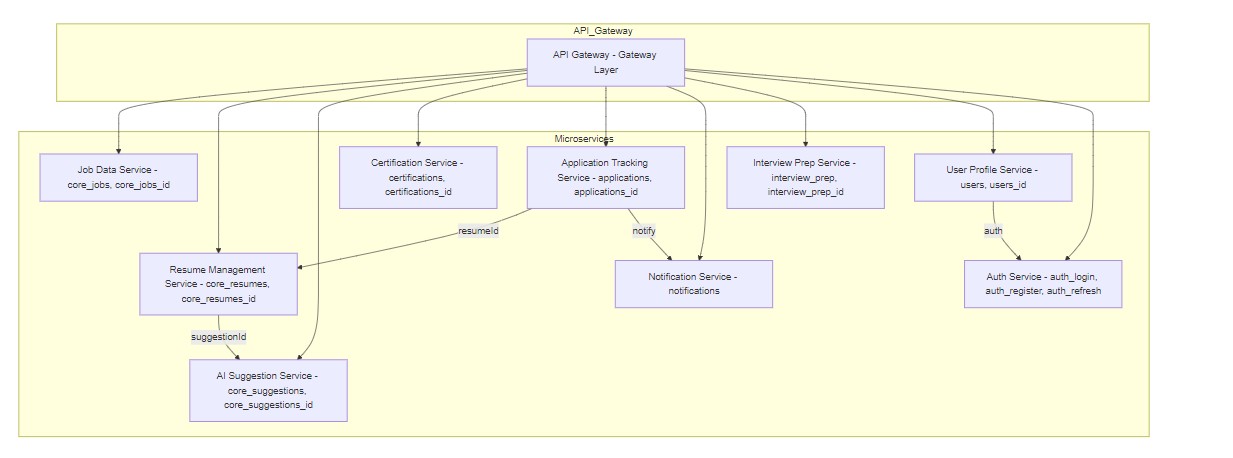 API_Gateway
API Gateway - Gateway
Layer
Microservices
Job Data Service -
core_jobs, core_jobs_id
Certification Service -
certifications,
certifications_id
Application Tracking
Service - applications,
applications_id
Interview Prep Service -
interview_prep,
interview_prep_id
User Profile Service -
users, users_id
resumeId
notify
auth
Resume Management
Service - core_resumes,
core_resumes_id
Notification Service -
notifications
Auth Service - auth_login,
auth_register, auth_refresh
suggestionId
AI Suggestion Service -
core_suggestions,
core_suggestions_id